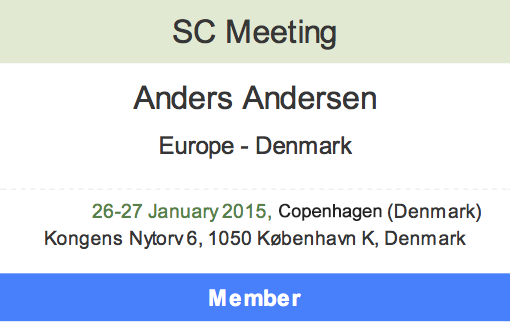 SC Meeting
Anders Andersen
Europe - Denmark
26-27 January 2015, Copenhagen (Denmark)
Kongens Nytorv 6, 1050 København K, Denmark
Member